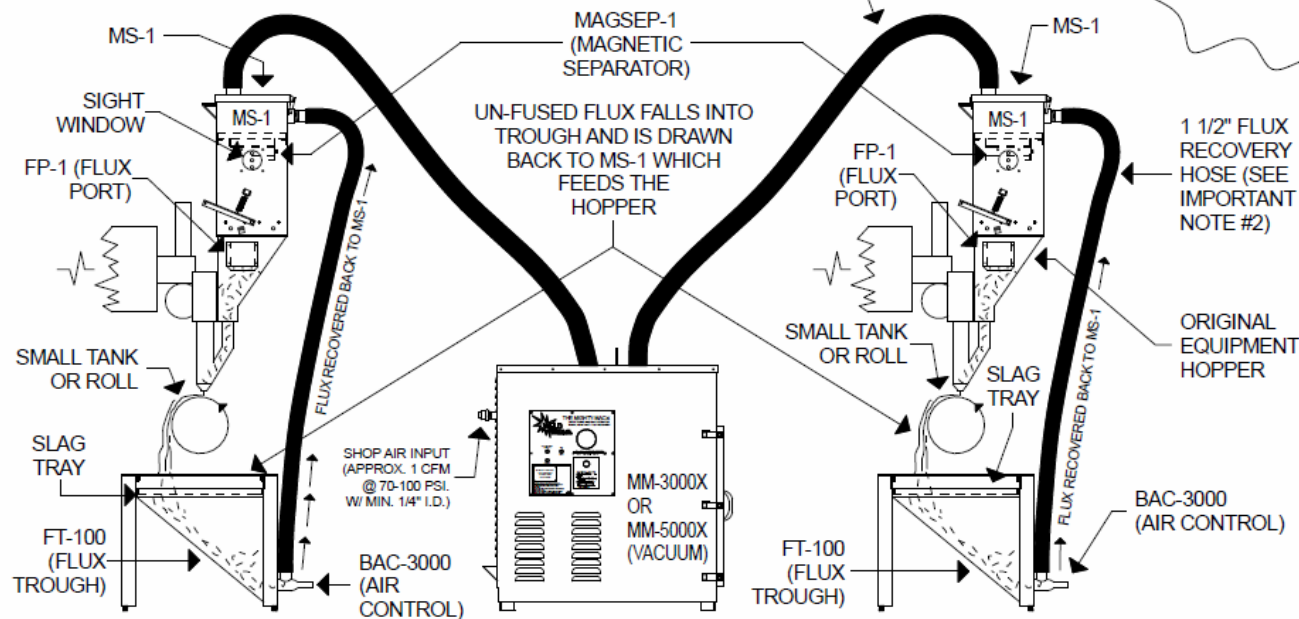 MS-1
MAGSEP-1
(MAGNETIC
SEPARATOR)
MS-1
SIGHT
WINDOW
MS-1
UN-FUSED FLUX FALLS INTO
TROUGH AND IS DRAWN
BACK TO MS-1 WHICH
FEEDS THE
HOPPER
MS-1
1 1/2" FLUX
RECOVERY
HOSE (SEE
IMPORTANT
NOTE #2)
FP-1 (FLUX
PORT)
FP-1
(FLUX
PORT)
FLUX RECOVERED BACK TO MS-1
FLUX RECOVERED BACK TO MS-1
SMALL TANK
OR ROLL
SMALL TANK
OR ROLL
ORIGINAL
EQUIPMENT
HOPPER
SLAG
TRAY
SLAG
TRAY
SHOP AIR INPUT
(APPROX. 1 CFM
@ 70-100 PSI.
W/ MIN. 1/4" I.D.)
THE MIGHTY MACK
MM-3000X
OR
MM-5000X
(VACUUM)
FT-100
(FLUX
TROUGH)
BAC-3000
(AIR
CONTROL)
FT-100
(FLUX
TROUGH)
BAC-3000
(AIR CONTROL)